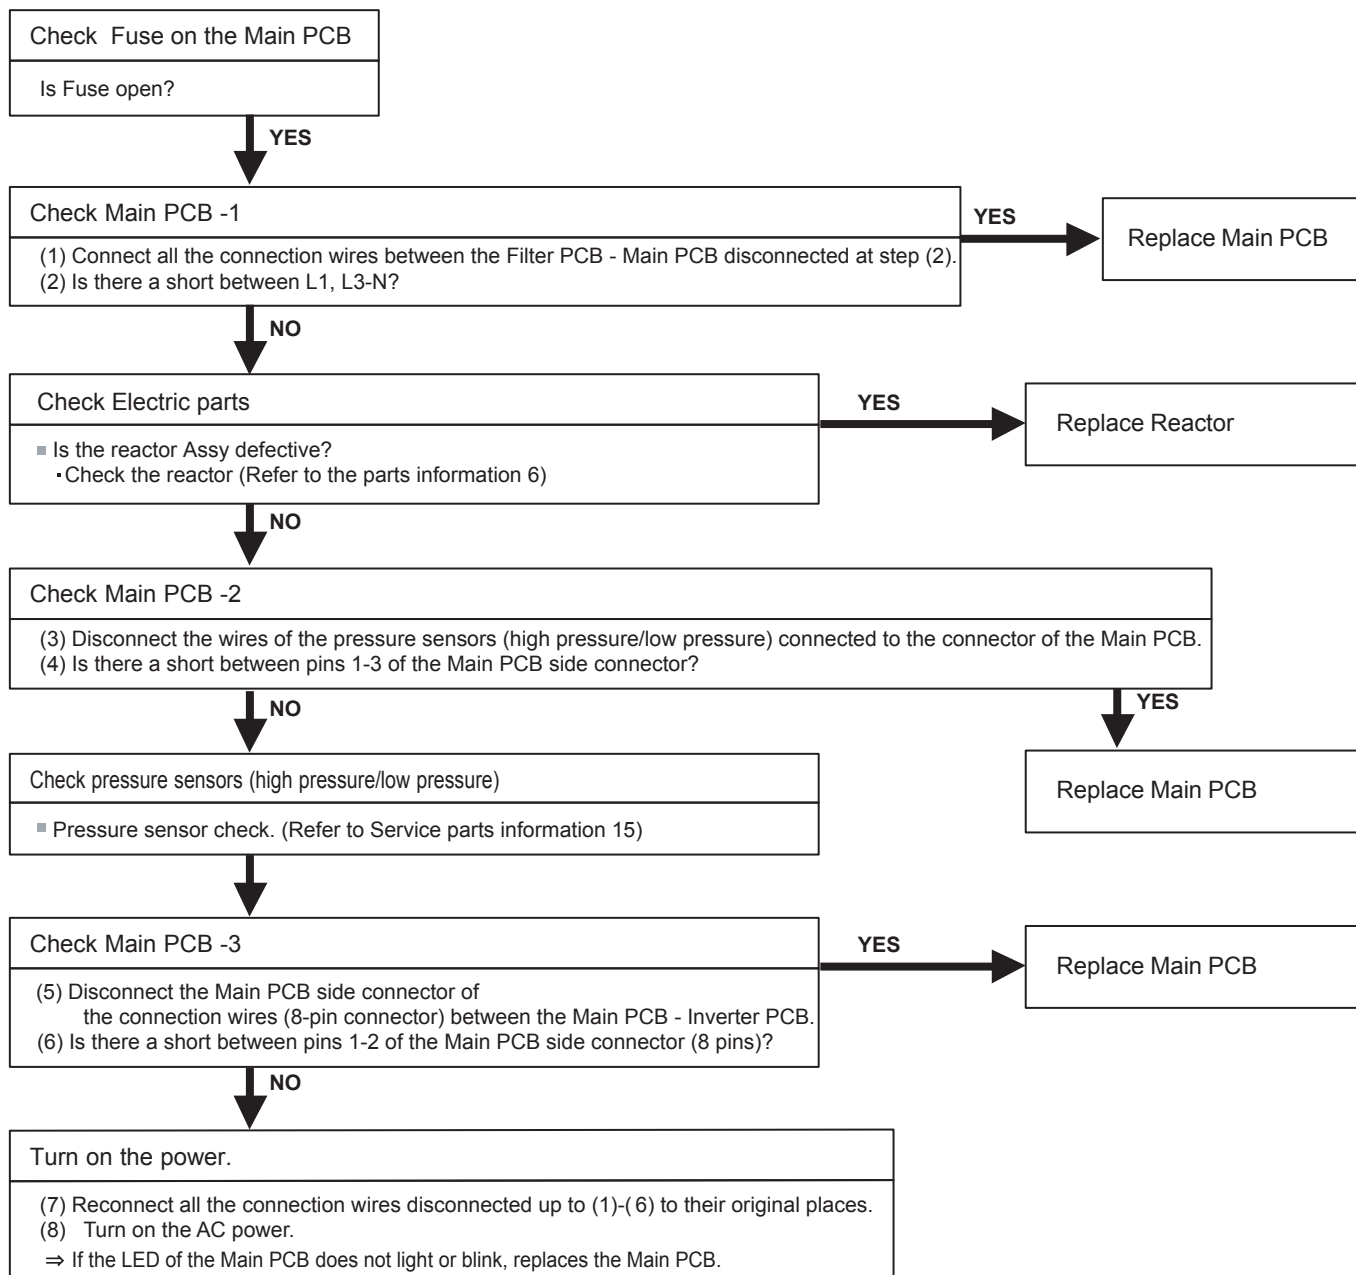 Check Fuse on the Main PCB
Is Fuse open?
YES
Check Main PCB -1
(1) Connect all the connection wires between the Filter PCB - Main PCB disconnected at step (2).
(2) Is there a short between L1, L3-N?
YES
Replace Main PCB
NO
Check Electric parts
■ Is the reactor Assy defective?
・Check the reactor (Refer to the parts information 6)
YES
Replace Reactor
NO
Check Main PCB -2
(3) Disconnect the wires of the pressure sensors (high pressure/low pressure) connected to the connector of the Main PCB.
(4) Is there a short between pins 1-3 of the Main PCB side connector?
YES
Replace Main PCB
NO
Check pressure sensors (high pressure/low pressure)
■ Pressure sensor check. (Refer to Service parts information 15)
Check Main PCB -3
(5) Disconnect the Main PCB side connector of
the connection wires (8-pin connector) between the Main PCB - Inverter PCB.
(6) Is there a short between pins 1-2 of the Main PCB side connector (8 pins)?
YES
Replace Main PCB
NO
Turn on the power.
(7) Reconnect all the connection wires disconnected up to (1)-( 6) to their original places.
(8) Turn on the AC power.
⇒ If the LED of the Main PCB does not light or blink, replaces the Main PCB.